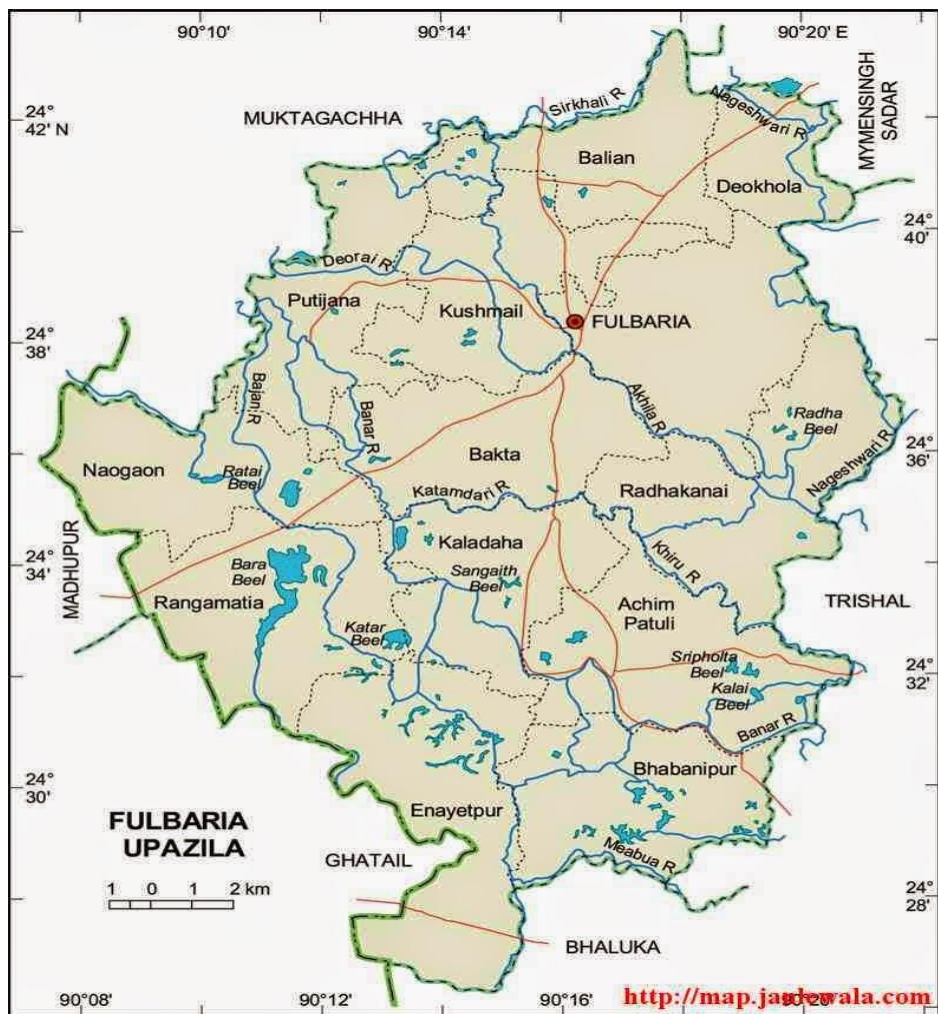 90°10'
90°14'
90°20' E
24°
42' N
MUKTAGACHHA
Sirkhali R
Nageshwari R
MYMENSINGH
SADAR
Balian
Deokhola
24°
40'
Deorai R
Putijana
Kushmail
FULBARIA
24°
38'
Bajan R
Banar R
Akhila R
Radha
Beel
Nageshwari R
24°
36'
Naogaon
Ratai
Beel
Bakta
Katamdari R
Radhakanai
MADHUPUR
24°
34'
Bara
Beel
Kaladaha
Sangaith
Beel
Khiru R
Rangamatia
Achim
Patuli
TRISHAL
Katar
Beel
Sripholta
Beel
Kalai
Beel
24°
32'
Banar R
24°
30'
Bhabanipur
Enayetpur
FULBARIA
UPAZILA
GHATAIL
Meabua R
1 0 1 2 km
24°
28'
BHALUKA
90°08'
90°12'
90°16'